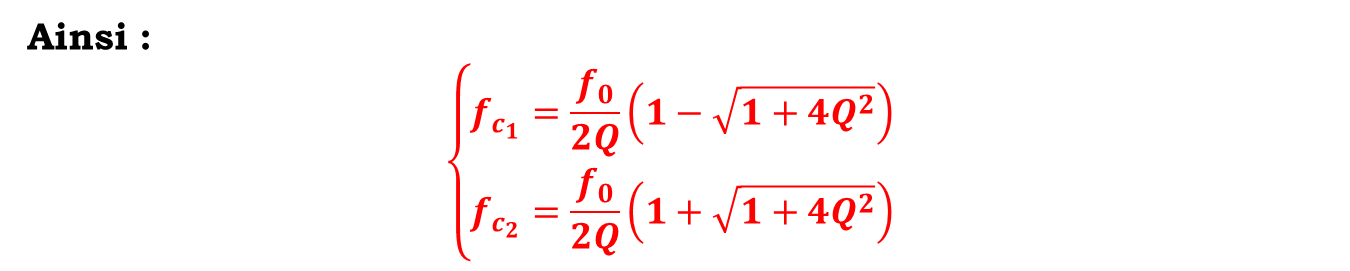 Ainsi :
f_{c_1} = \frac{f_0}{2Q}\left(1 - \sqrt{1 + 4Q^2}\right)
f_{c_2} = \frac{f_0}{2Q}\left(1 + \sqrt{1 + 4Q^2}\right)